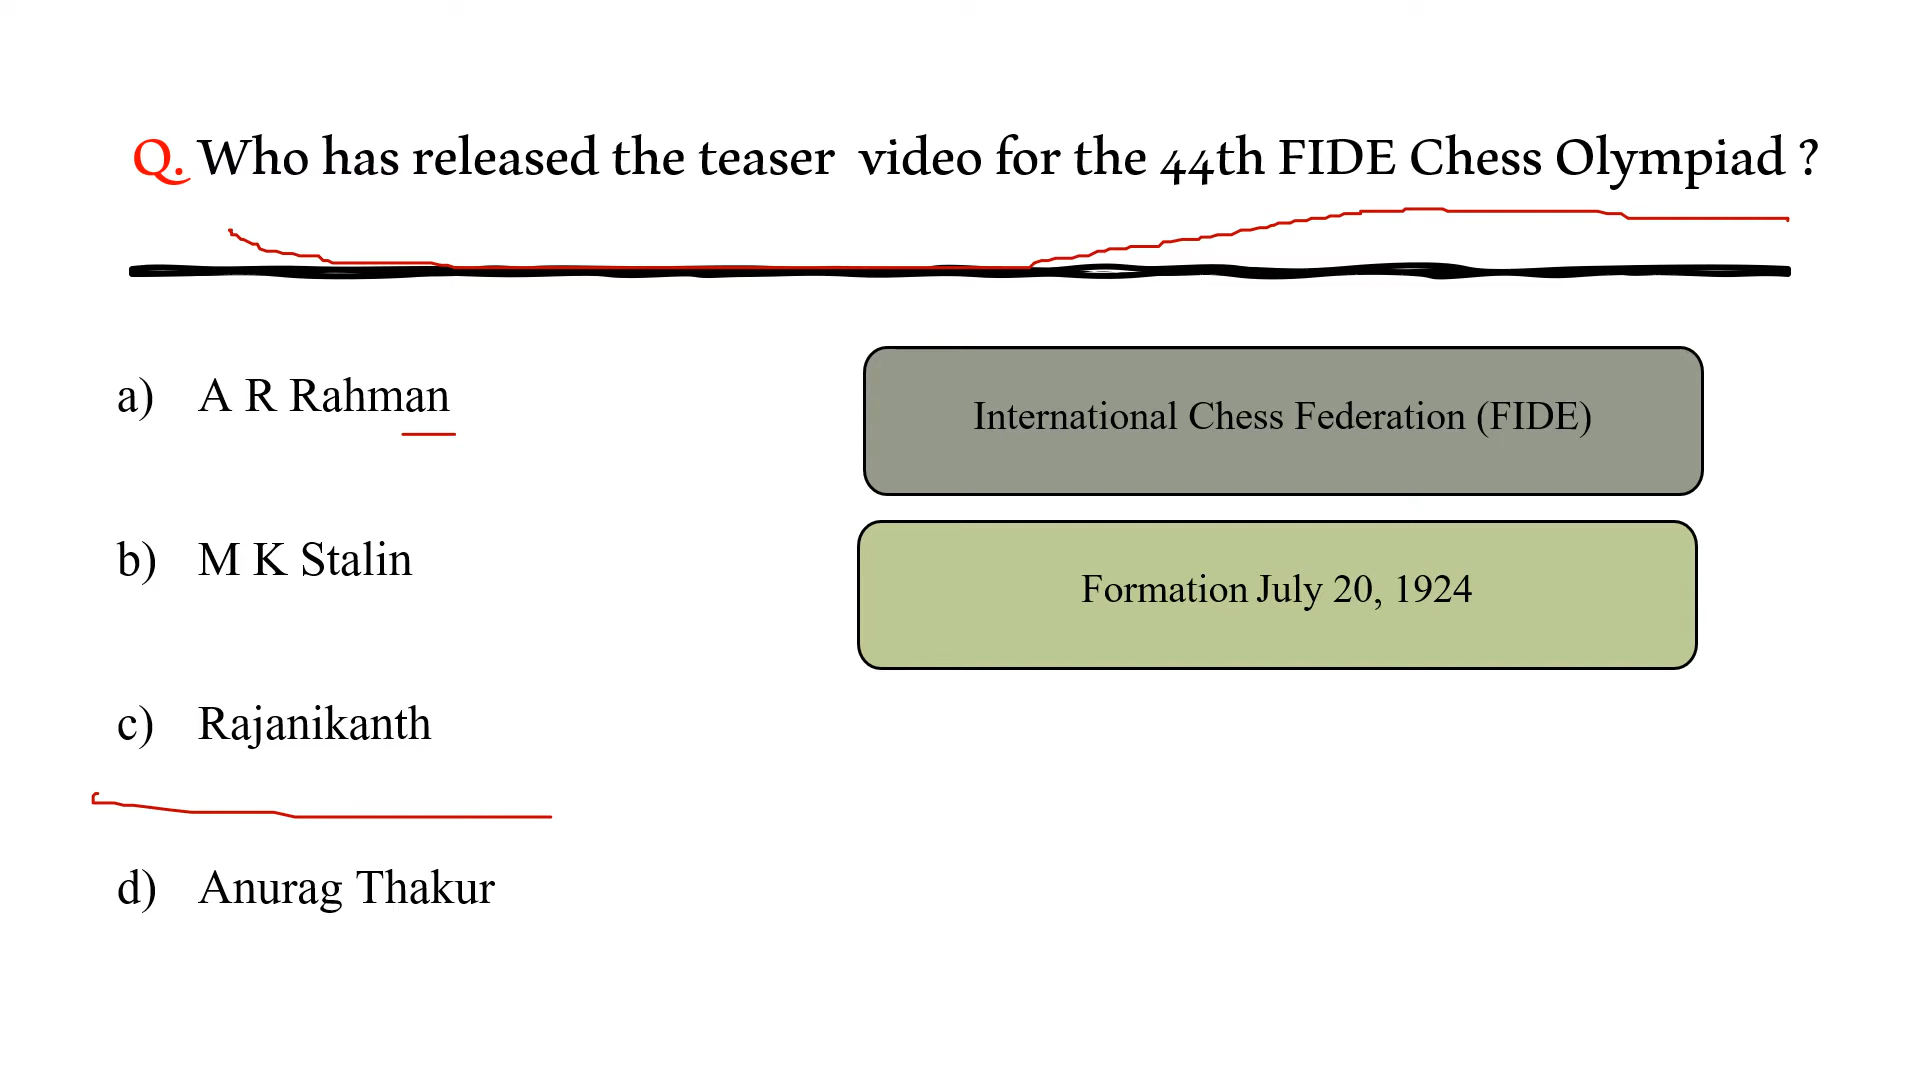 Q. Who has released the teaser video for the 44th FIDE Chess Olympiad ?
a) A R Rahman
b) M K Stalin
c) Rajanikanth
d) Anurag Thakur
International Chess Federation (FIDE)
Formation July 20, 1924